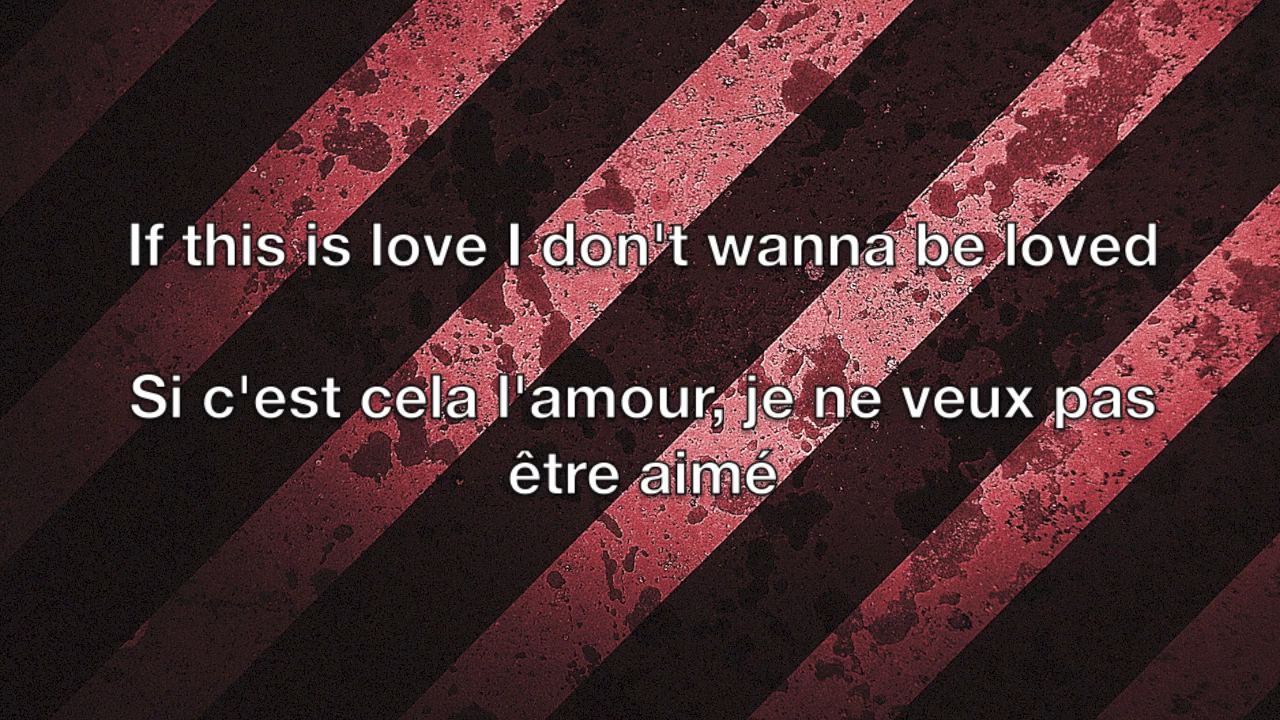 If this is love I don't wanna be loved
Si c'est cela l'amour, je ne veux pas
être aimé